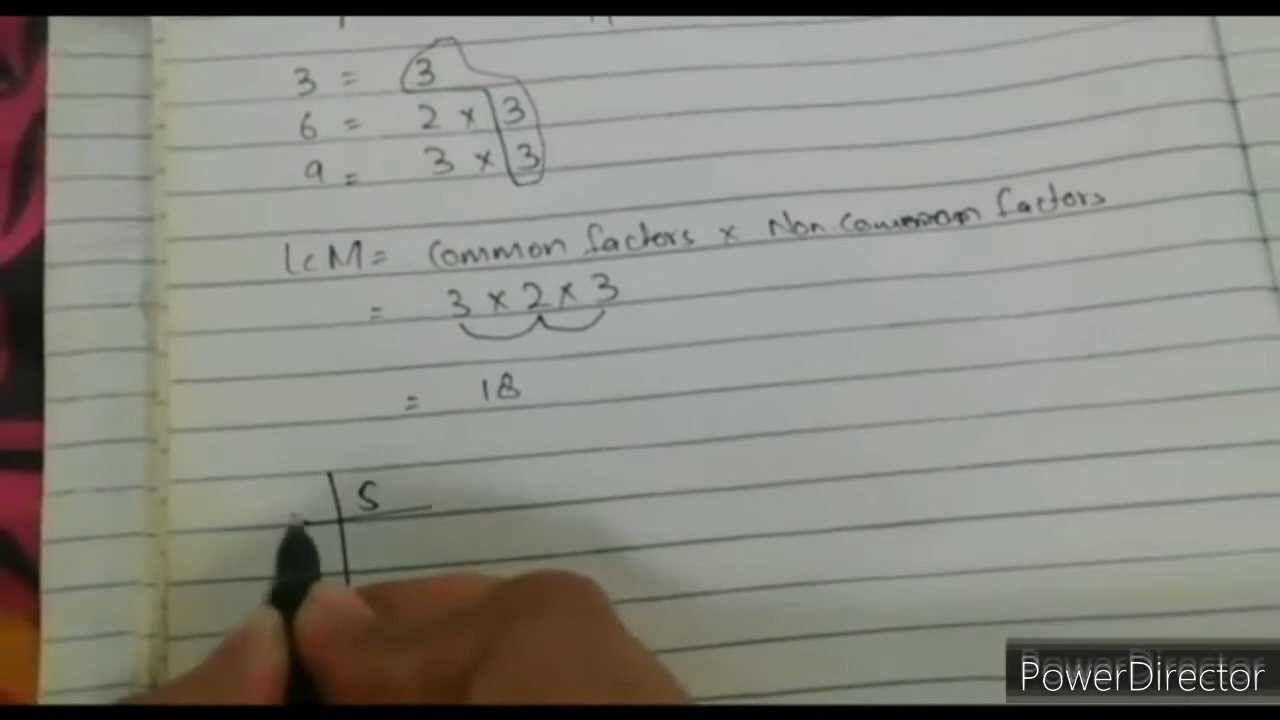 3 = 3
6 = 2 × 3
9 = 3 × 3
LCM = Common factors × Non common factors
= 3 × 2 × 3
= 18
5
PowerDirector